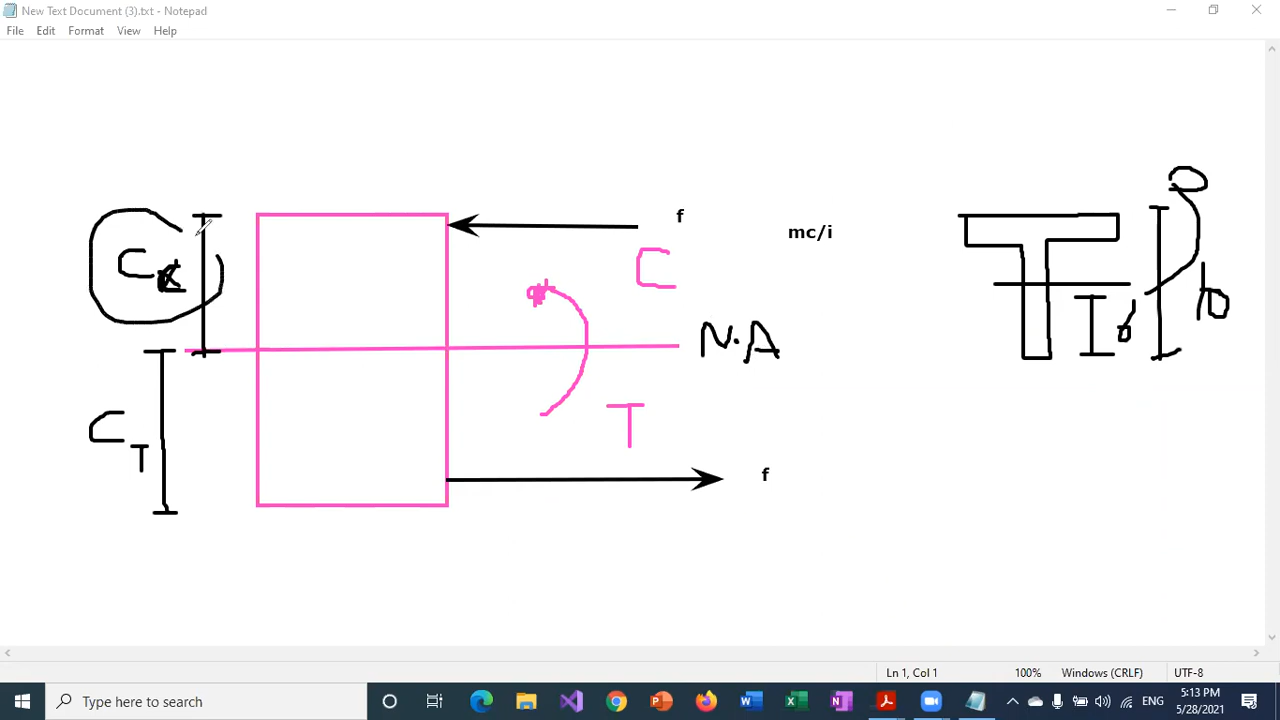 New Text Document (3).txt - Notepad
File Edit Format View Help
f
mc/i
C
C
N.A
T
C T
f
Ln 1, Col 1 100% Windows (CRLF) UTF-8
Type here to search
ENG
5:13 PM
5/28/2021